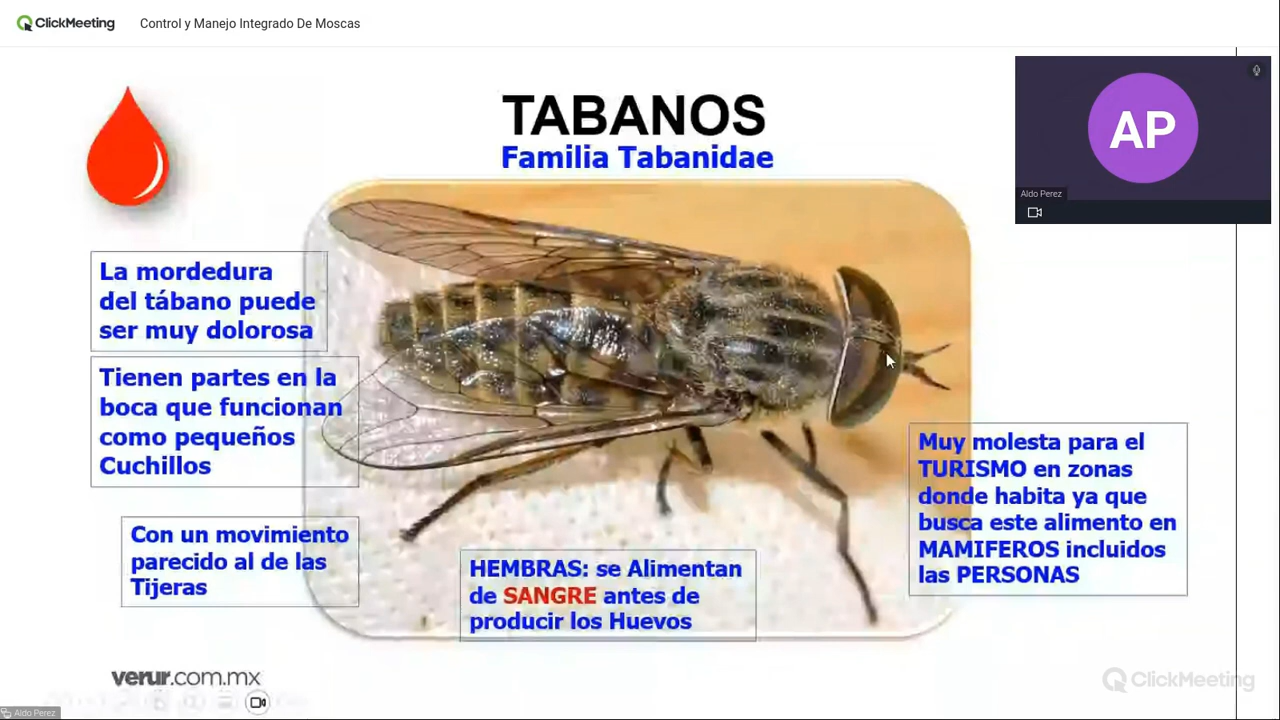 ClickMeeting Control y Manejo Integrado De Moscas
TABANOS
Familia Tabanidae
AP
Aldo Perez
La mordedura
del tábano puede
ser muy dolorosa
Tienen partes en la
boca que funcionan
como pequeños
Cuchillos
Con un movimiento
parecido al de las
Tijeras
HEMBRAS: se Alimentan
de SANGRE antes de
producir los Huevos
Muy molesta para el
TURISMO en zonas
donde habita ya que
busca este alimento en
MAMIFEROS incluidos
las PERSONAS
verur.com.mx
ClickMeeting
Aldo Perez